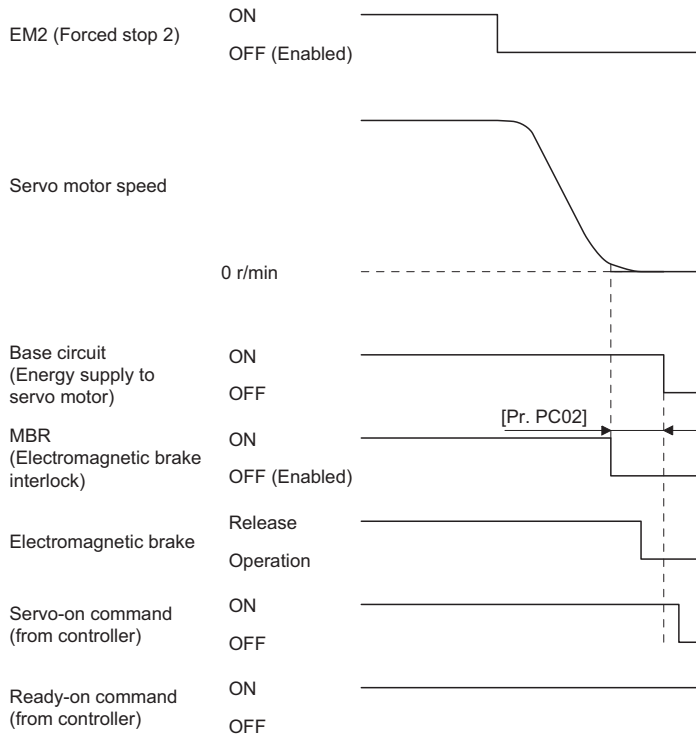 EM2 (Forced stop 2)
ON
OFF (Enabled)
Servo motor speed
0 r/min
Base circuit
(Energy supply to
servo motor)
ON
OFF
[Pr. PC02]
MBR
(Electromagnetic brake
interlock)
ON
OFF (Enabled)
Electromagnetic brake
Release
Operation
Servo-on command
(from controller)
ON
OFF
Ready-on command
(from controller)
ON
OFF